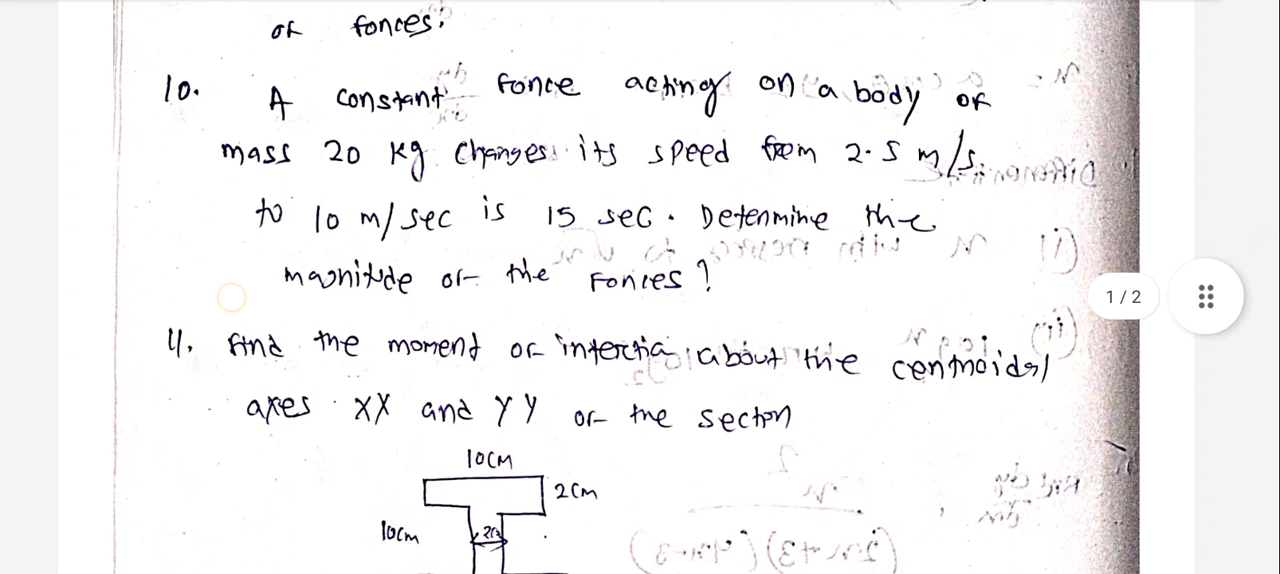 of forces.
10. A constant force acting on a body of
mass 20 kg changes its speed from 2.5 m/s.
to 10 m/sec is 15 sec. Determine the
magnitude of the Forces?
11. Find the moment of intertia about the centroidal
axes XX and YY of the section
10CM
2CM
10cm
1/2